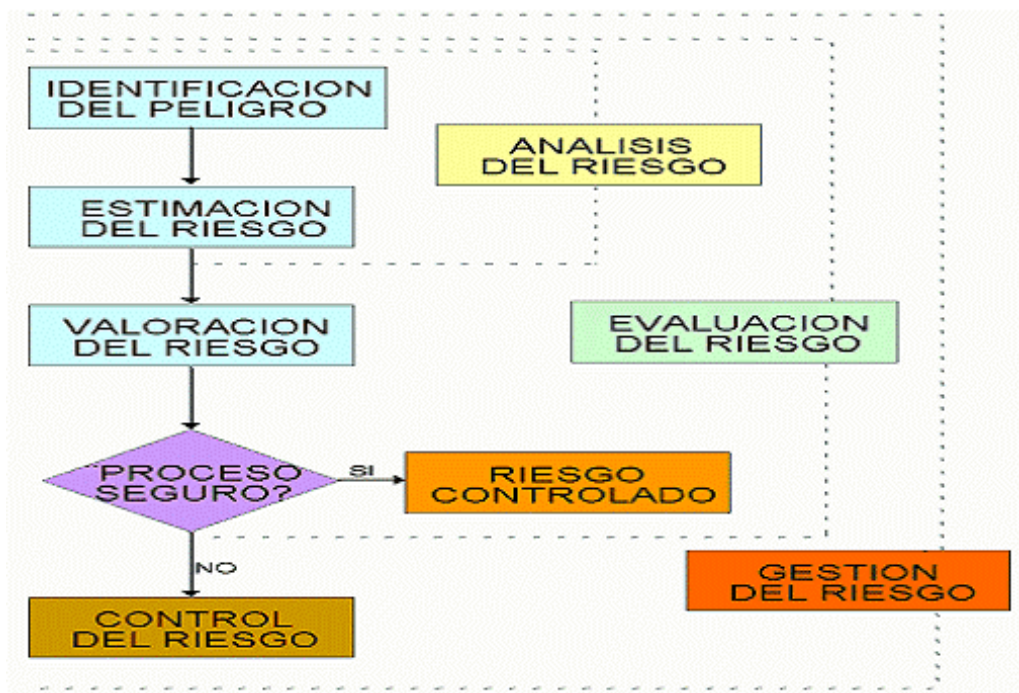 IDENTIFICACION
DEL PELIGRO
ANALISIS
DEL RIESGO
ESTIMACION
DEL RIESGO
VALORACION
DEL RIESGO
EVALUACION
DEL RIESGO
¨PROCESO
SEGURO?
SI
RIESGO
CONTROLADO
NO
GESTION
DEL RIESGO
CONTROL
DEL RIESGO